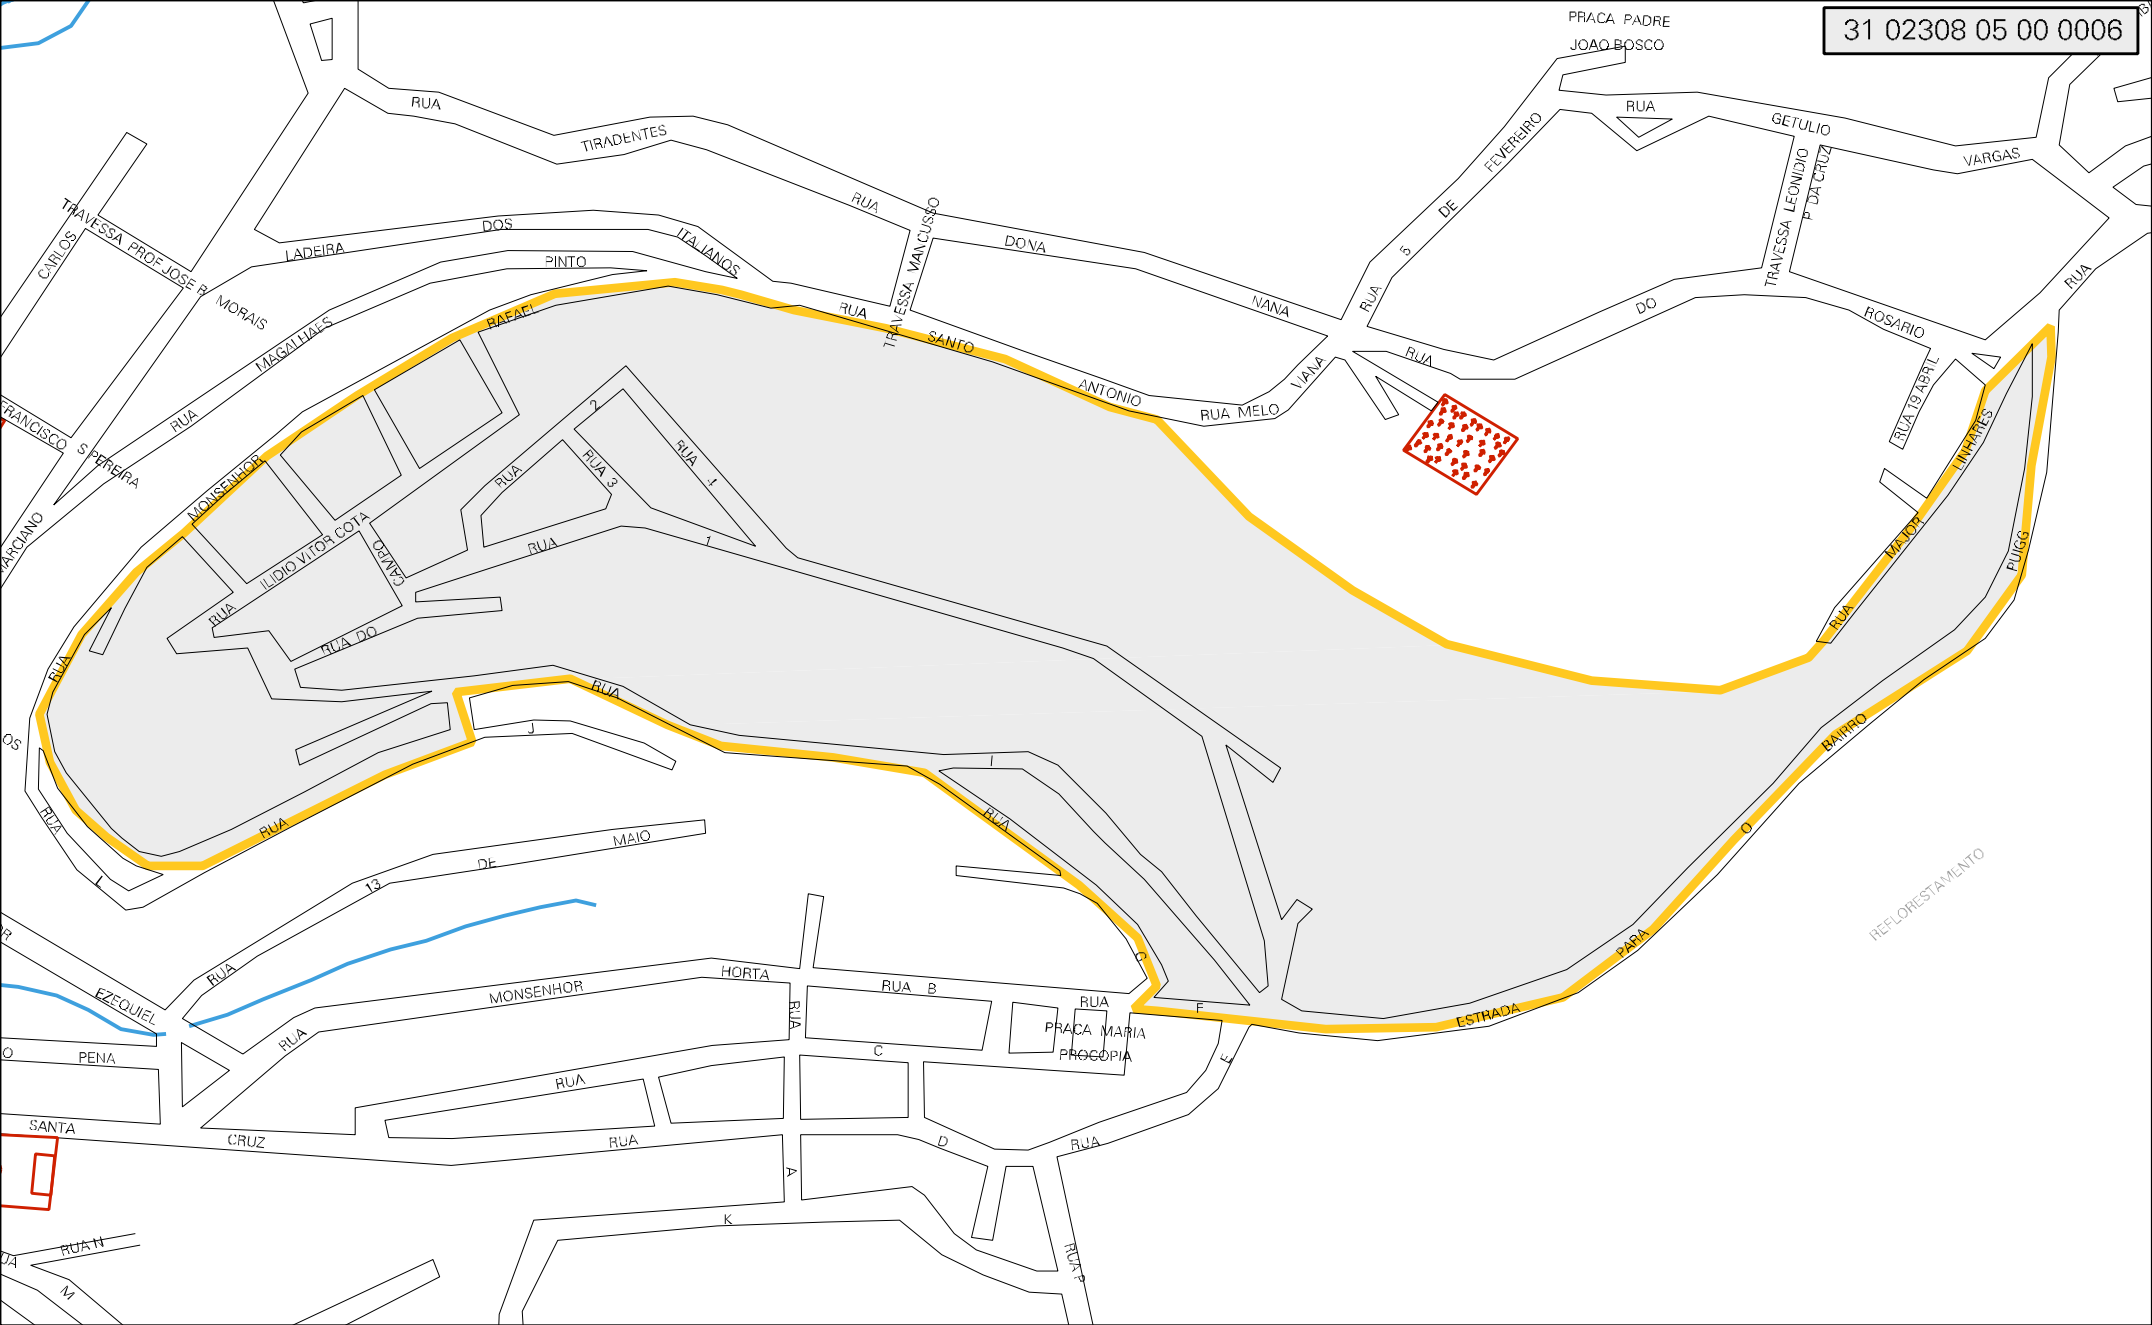 PRACA PADRE
JOAO BOSCO
31 02308 05 00 0006
RUA
TIRADENTES
RUA
DONA
NANA
RUA
5
DE
FEVEREIRO
RUA
GETULIO
VARGAS
TRAVESSA LEONIDIO
P DA CRUZ
RUA
TRAVESSA PROF JOSE R MORAIS
CARLOS
LADEIRA
DOS
ITALIANOS
PINTO
MAGALHAES
RUA
TRAVESSA MANCUSSO
RUA
SANTO
ANTONIO
RUA MELO
VIANA
RUA
DO
ROSARIO
RUA 19 ABRIL
FRANCISCO S PEREIRA
RAFAEL
MONSENHOR
RUA
2
RUA
RUA 3
RUA
4
RUA
1
RUA
ILIDIO VITOR COTA
CAMPO
RUA DO
RUA
MAJOR
LINHARES
PUIGG
BAIRRO
O
PARA
ESTRADA
REFLORESTAMENTO
OS
RUA
L
RUA
J
RUA
I
RUA
G
F
RUA
13
DE
MAIO
EZEQUIEL
RUA
MONSENHOR
HORTA
RUA B
RUA
RUA
PRACA MARIA
PROCOPIA
O
PENA
C
RUA
E
SANTA
CRUZ
RUA
D
RUA
A
K
RUA P
RUA N
M